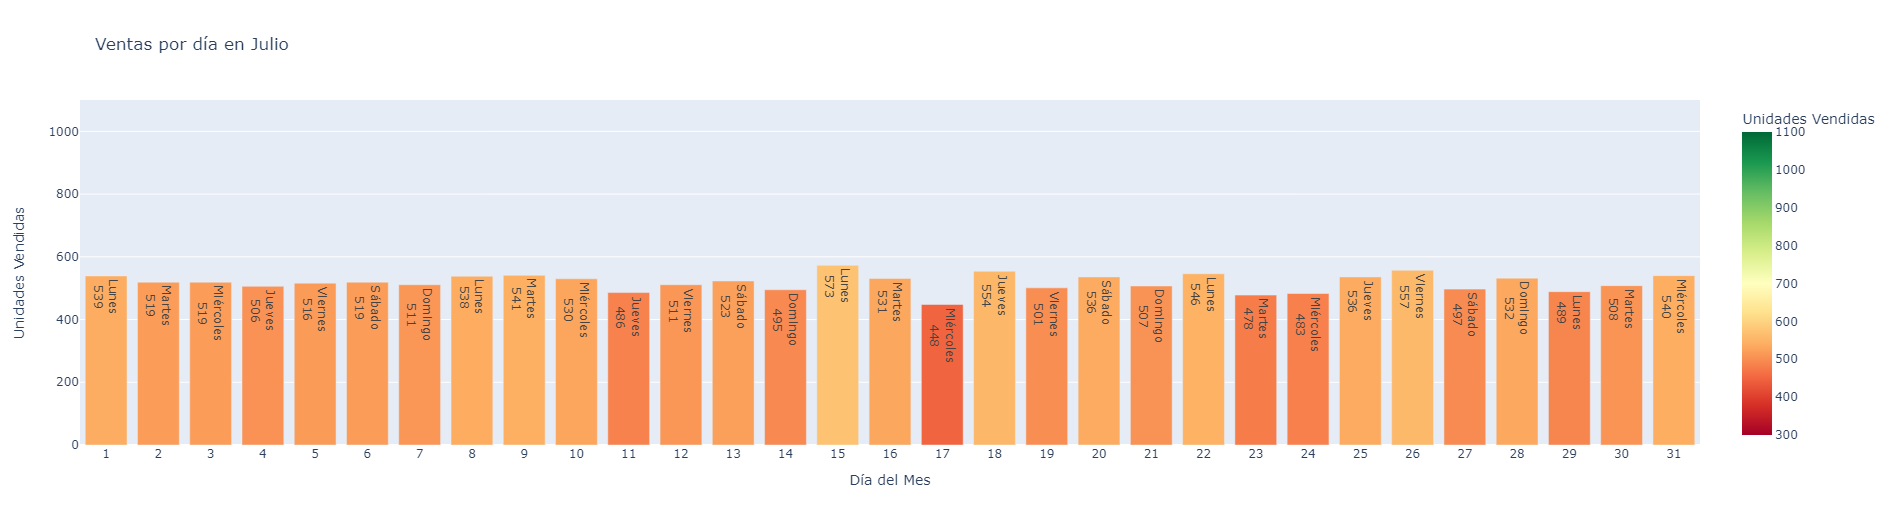 Ventas por día en Julio
Unidades Vendidas
1000
800
600
400
200
0
Lunes
539
Martes
519
Miércoles
519
Jueves
506
Viernes
516
Sábado
519
Domingo
511
Lunes
538
Martes
541
Miércoles
530
Jueves
486
Viernes
511
Sábado
523
Domingo
495
Lunes
573
Martes
531
Miércoles
448
Jueves
554
Viernes
501
Sábado
536
Domingo
507
Lunes
546
Martes
478
Miércoles
483
Jueves
536
Viernes
557
Sábado
497
Domingo
532
Lunes
489
Martes
508
Miércoles
540
1 2 3 4 5 6 7 8 9 10 11 12 13 14 15 16 17 18 19 20 21 22 23 24 25 26 27 28 29 30 31
Día del Mes
Unidades Vendidas
1100
1000
900
800
700
600
500
400
300